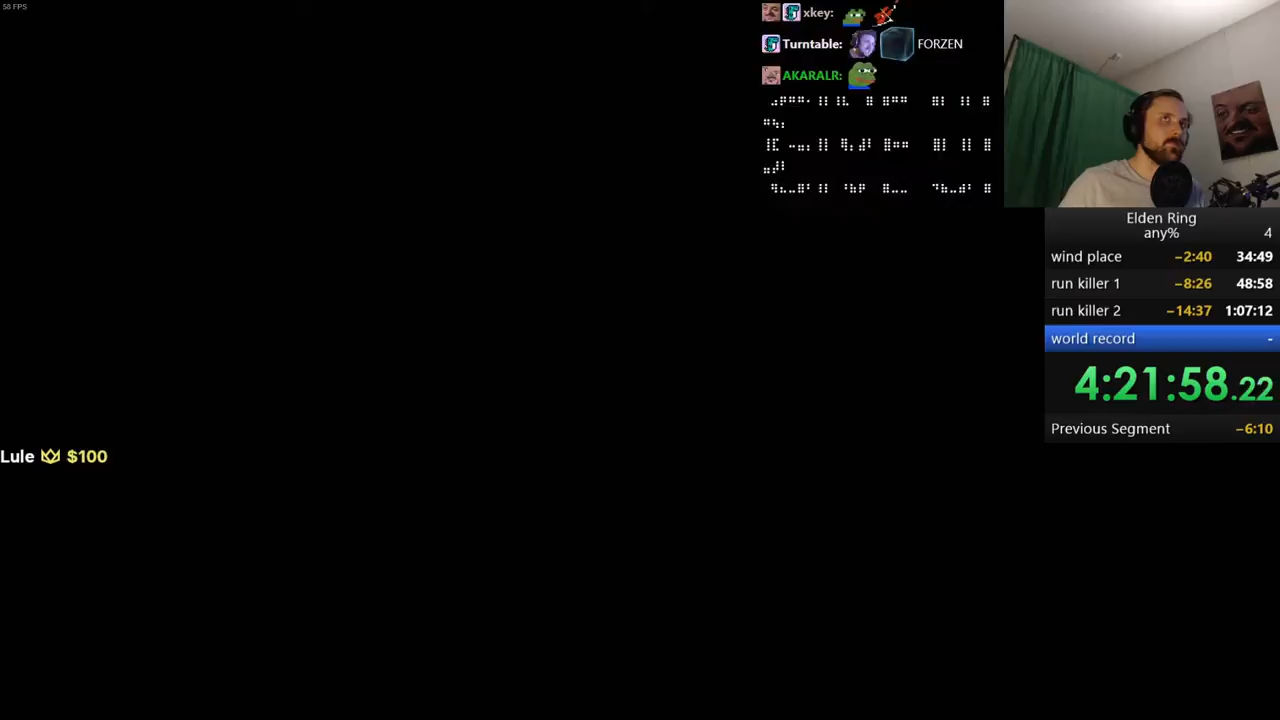 58 FPS
xkey:
Turntable: FORZEN
AKARALR:
Elden Ring
any% 4
wind place -2:40 34:49
run killer 1 -8:26 48:58
run killer 2 -14:37 1:07:12
world record -
4:21:58.22
Previous Segment -6:10
Lule $100